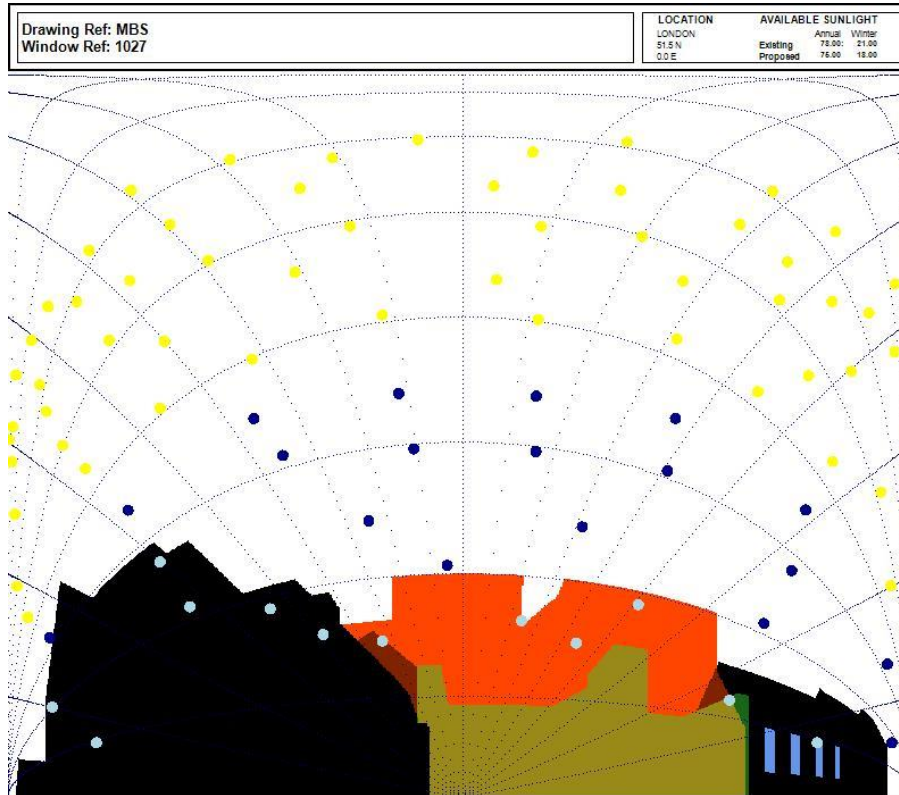 Drawing Ref: MBS
Window Ref: 1027
LOCATION
LONDON
51.5 N
0.0 E
AVAILABLE SUNLIGHT
Annual Winter
Existing 78.00: 21.00
Proposed 75.00 18.00